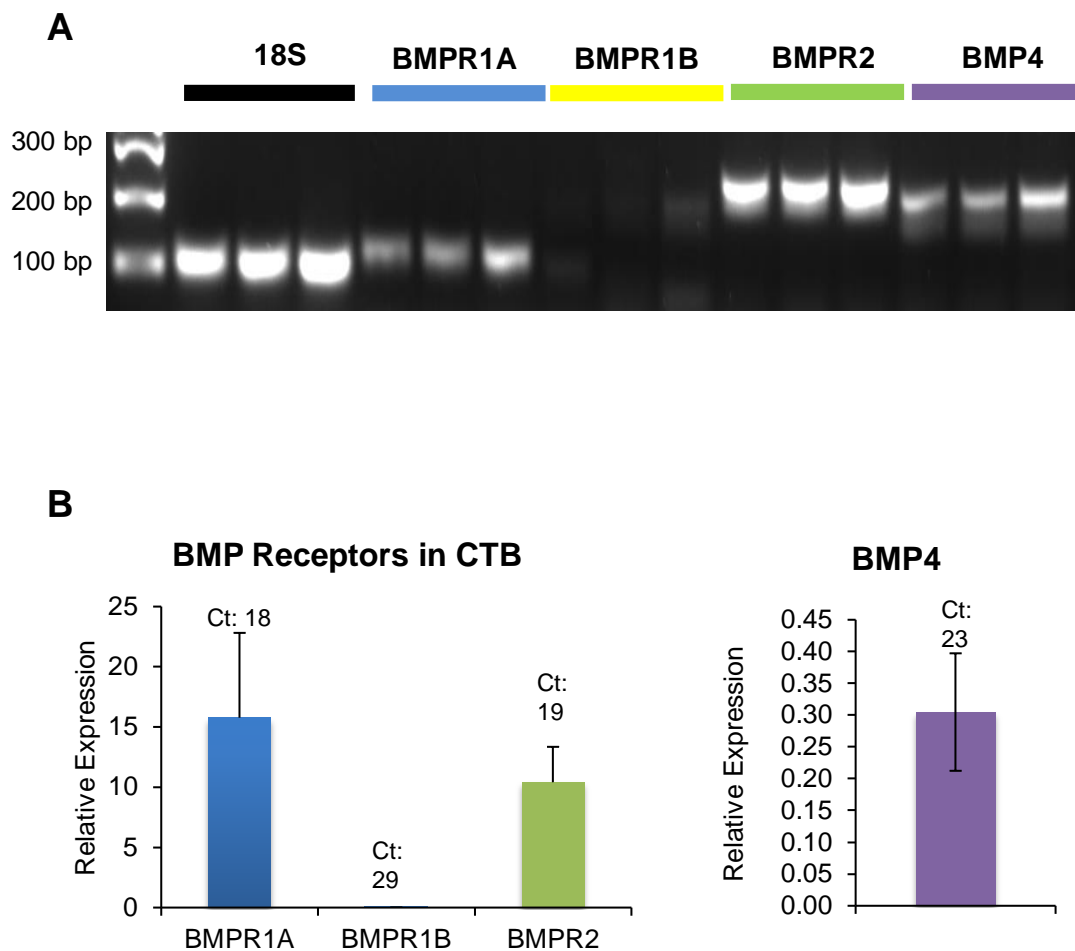 A
18S BMPR1A BMPR1B BMPR2 BMP4
300 bp
200 bp
100 bp
B
BMP Receptors in CTB
Relative Expression
25
20
15
10
5
0
Ct: 18
Ct:
29
Ct:
19
BMPR1A BMPR1B BMPR2
BMP4
Relative Expression
0.45
0.40
0.35
0.30
0.25
0.20
0.15
0.10
0.05
0.00
Ct:
23